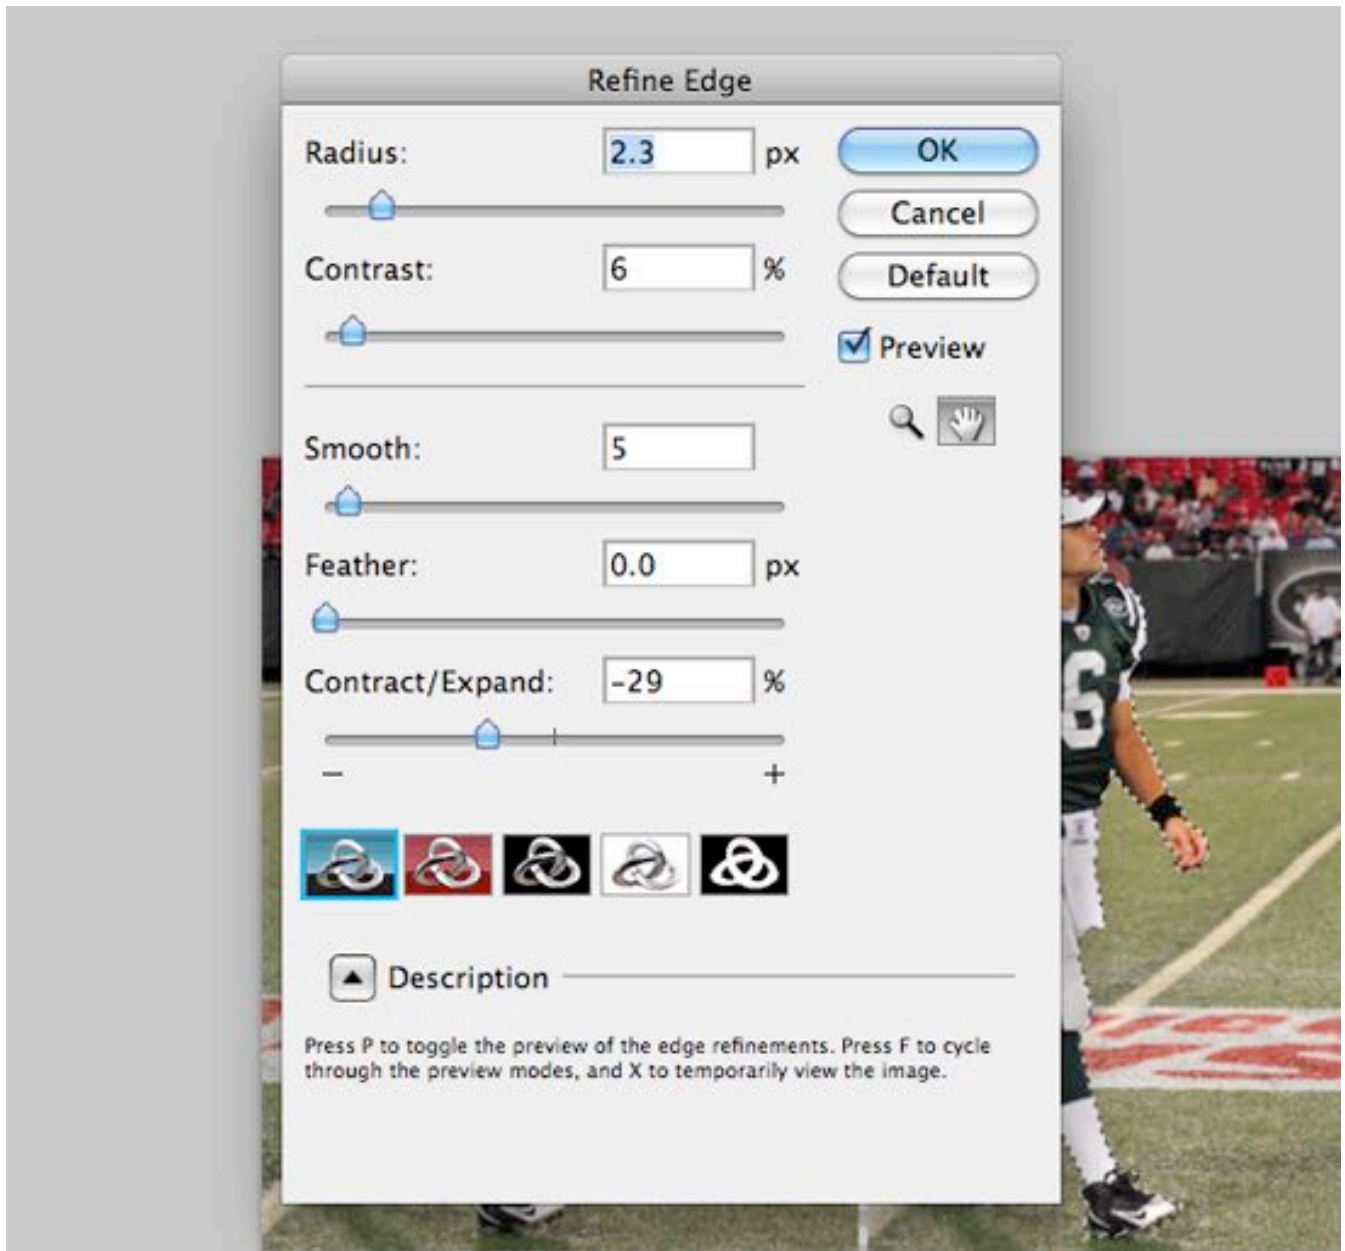 Refine Edge
Radius: 2.3 px
OK
Cancel
Contrast: 6 %
Default
Preview
Smooth: 5
Feather: 0.0 px
Contract/Expand: -29 %
− +
Description
Press P to toggle the preview of the edge refinements. Press F to cycle
through the preview modes, and X to temporarily view the image.
6